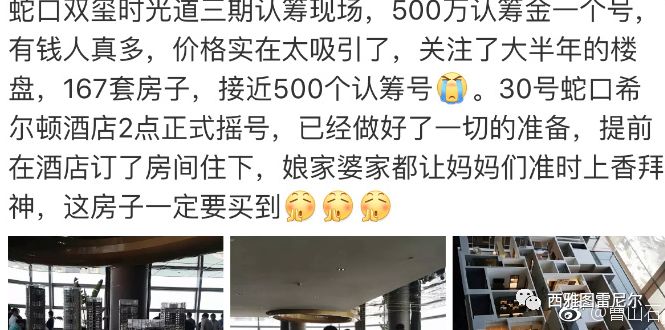 蛇口双玺时光道三期认筹现场，500万认筹金一个号，
有钱人真多，价格实在太吸引了，关注了大半年的楼
盘，167套房子，接近500个认筹号😭。30号蛇口希
尔顿酒店2点正式摇号，已经做好了一切的准备，提前
在酒店订了房间住下，娘家婆家都让妈妈们准时上香拜
神，这房子一定要买到
西雅图雷尼尔